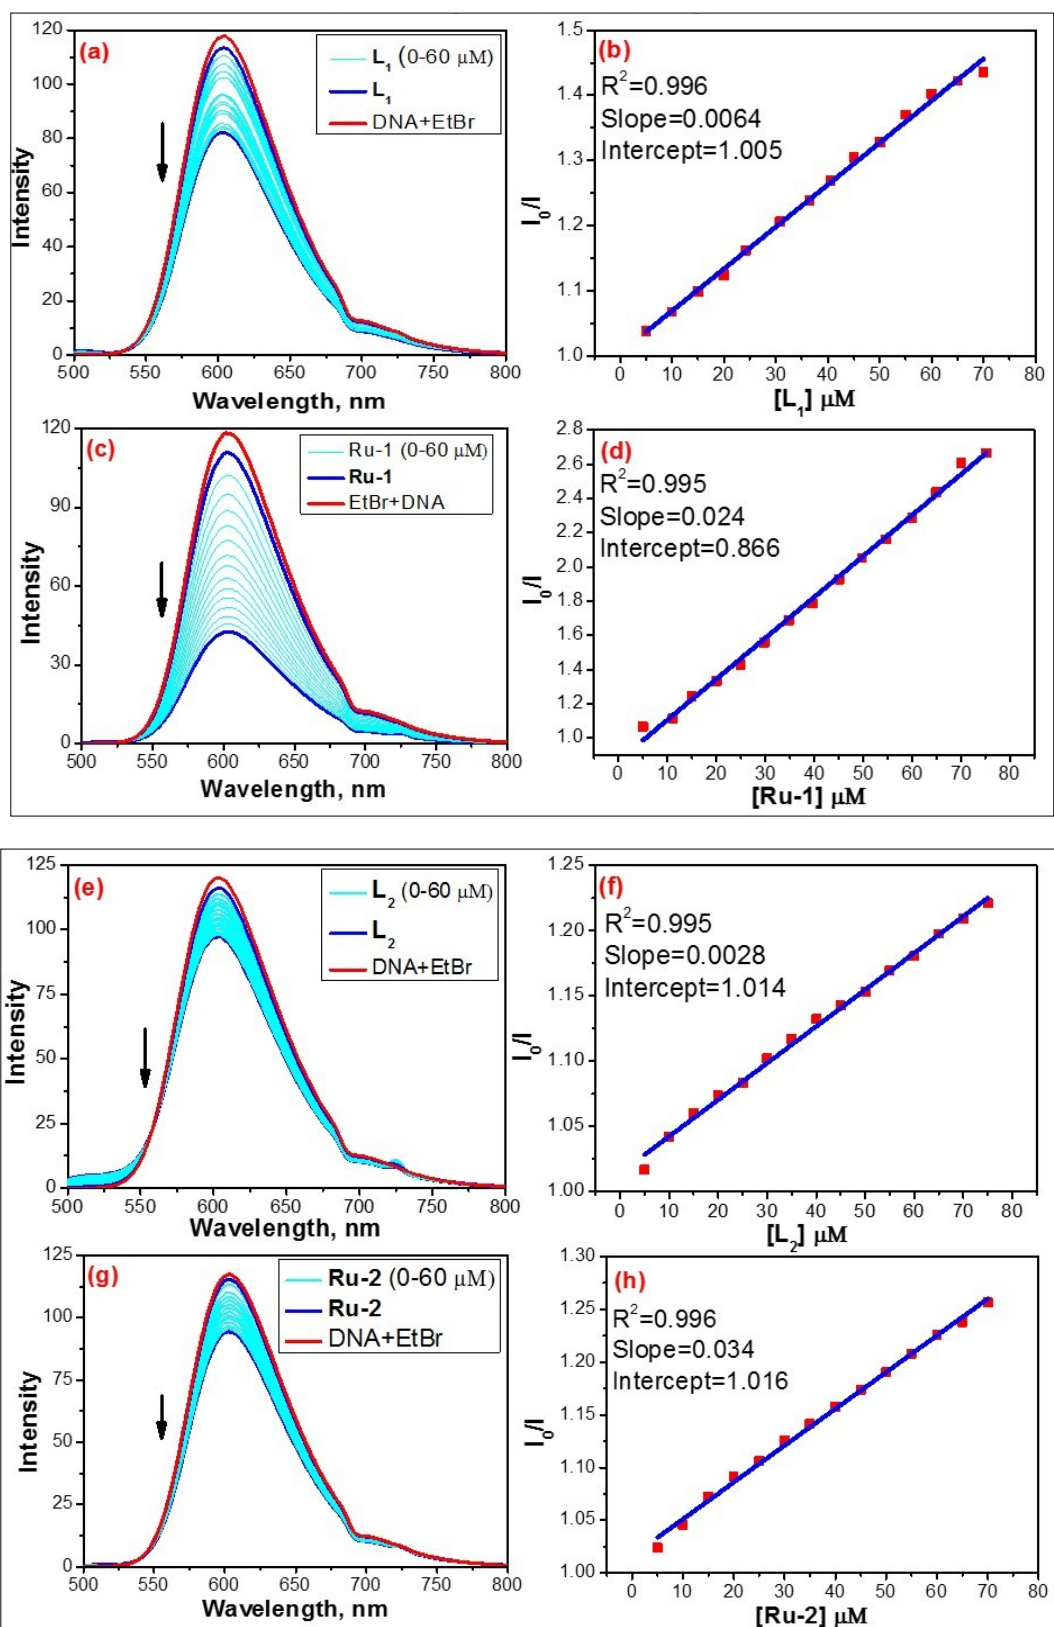 (a)
L1 (0-60 μM)
L1
DNA+EtBr
120
100
80
60
40
20
0
Intensity
500 550 600 650 700 750 800
Wavelength, nm
(b)
R2=0.996
Slope=0.0064
Intercept=1.005
1.5
1.4
1.3
1.2
1.1
1.0
I0/I
0 10 20 30 40 50 60 70 80
[L1] μM
(c)
Ru-1 (0-60 μM)
Ru-1
EtBr+DNA
120
90
60
30
0
Intensity
500 550 600 650 700 750 800
Wavelength, nm
(d)
R2=0.995
Slope=0.024
Intercept=0.866
2.8
2.6
2.4
2.2
2.0
1.8
1.6
1.4
1.2
1.0
I0/I
0 10 20 30 40 50 60 70 80
[Ru-1] μM
(e)
L2 (0-60 μM)
L2
DNA+EtBr
125
100
75
50
25
0
Intensity
500 550 600 650 700 750 800
Wavelength, nm
(f)
R2=0.995
Slope=0.0028
Intercept=1.014
1.25
1.20
1.15
1.10
1.05
1.00
I0/I
0 10 20 30 40 50 60 70 80
[L2] μM
(g)
Ru-2 (0-60 μM)
Ru-2
DNA+EtBr
125
100
75
50
25
0
Intensity
500 550 600 650 700 750 800
Wavelength, nm
(h)
R2=0.996
Slope=0.034
Intercept=1.016
1.30
1.25
1.20
1.15
1.10
1.05
1.00
I0/I
0 10 20 30 40 50 60 70 80
[Ru-2] μM